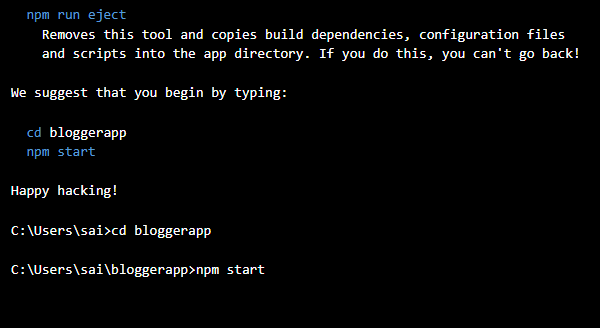 npm run eject
Removes this tool and copies build dependencies, configuration files
and scripts into the app directory. If you do this, you can't go back!
We suggest that you begin by typing:
cd bloggerapp
npm start
Happy hacking!
C:\Users\sai>cd bloggerapp
C:\Users\sai\bloggerapp>npm start